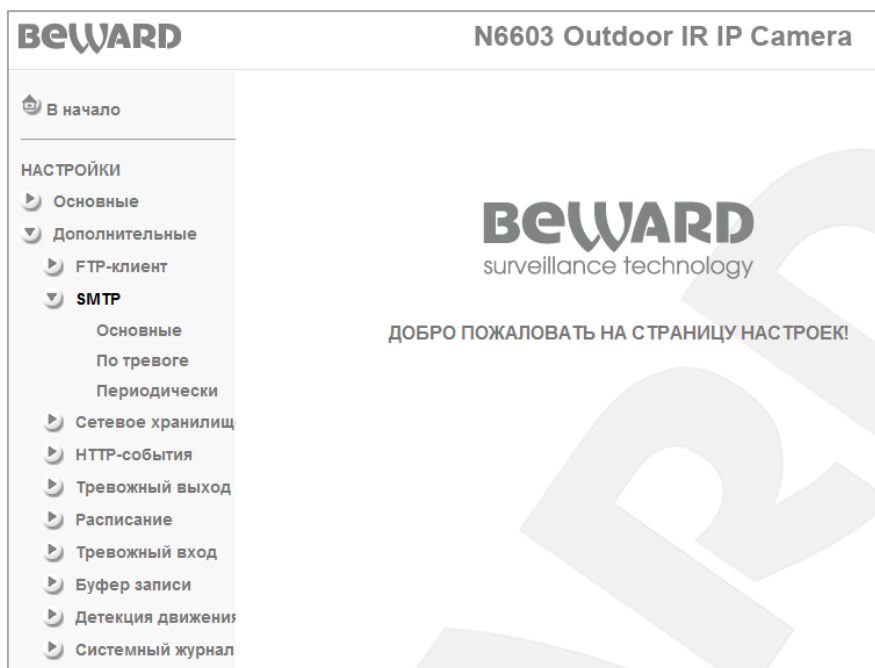 BEWARD
N6603 Outdoor IR IP Camera
В начало
НАСТРОЙКИ
Основные
Дополнительные
FTP-клиент
SMTP
Основные
По тревоге
Периодически
Сетевое хранилищ
HTTP-события
Тревожный выход
Расписание
Тревожный вход
Буфер записи
Детекция движения
Системный журнал
BEWARD
surveillance technology
ДОБРО ПОЖАЛОВАТЬ НА СТРАНИЦУ НАСТРОЕК!